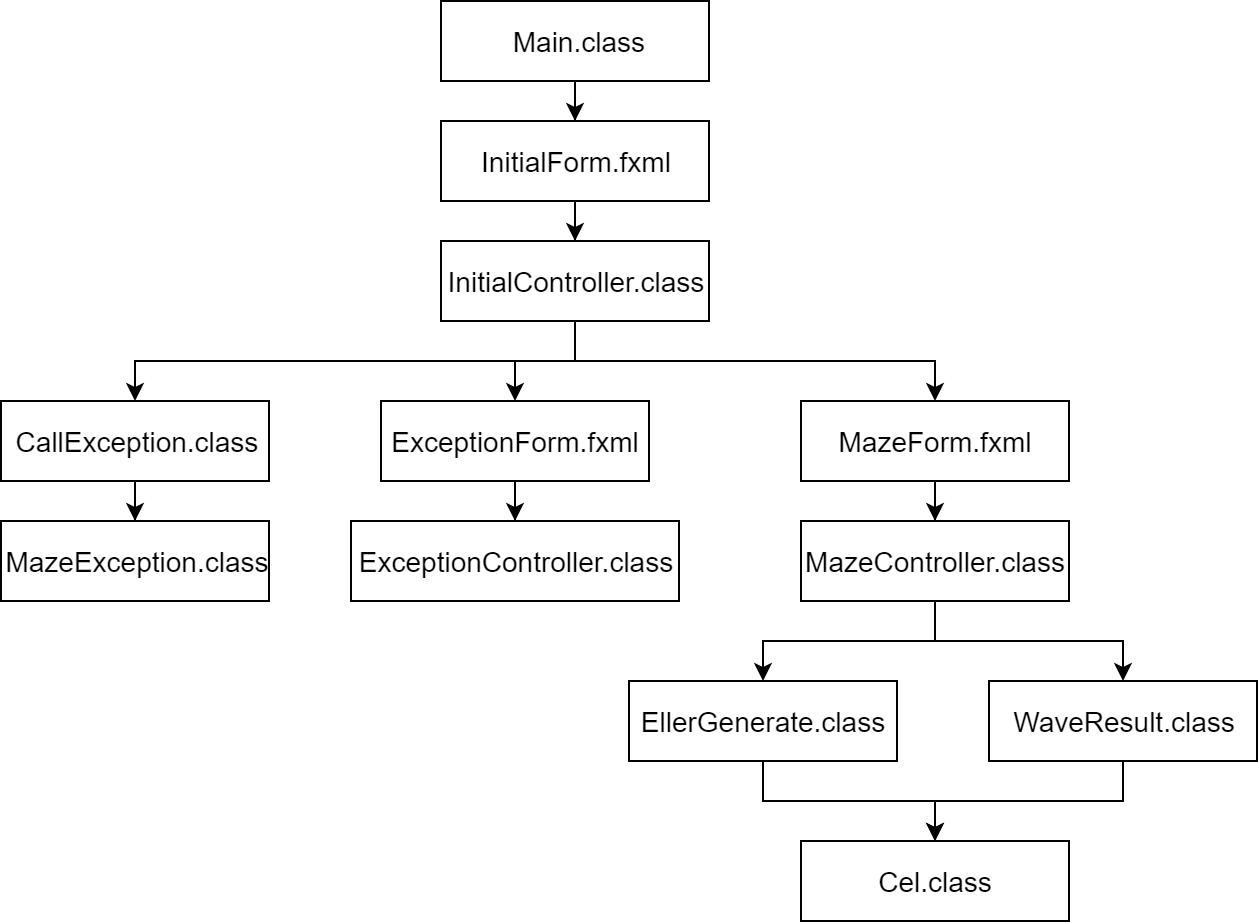 Main.class
InitialForm.fxml
InitialController.class
CallException.class
ExceptionForm.fxml
MazeForm.fxml
MazeException.class
ExceptionController.class
MazeController.class
EllerGenerate.class
WaveResult.class
Cel.class